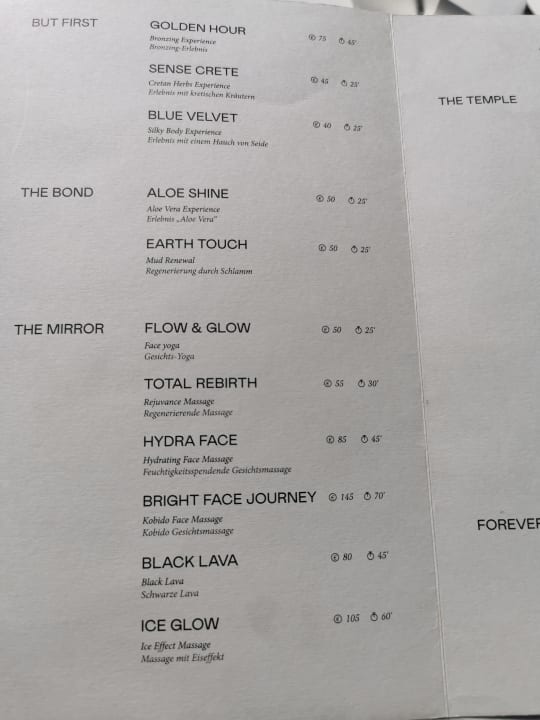 BUT FIRST
GOLDEN HOUR
Bronzing Experience
Bronzing-Erlebnis
€ 75 45'
SENSE CRETE
Cretan Herbs Experience
Erlebnis mit kretischen Kräutern
€ 45 25'
BLUE VELVET
Silky Body Experience
Erlebnis mit einem Hauch von Seide
€ 40 25'
THE BOND
ALOE SHINE
Aloe Vera Experience
Erlebnis „Aloe Vera“
€ 50 25'
EARTH TOUCH
Mud Renewal
Regenerierung durch Schlamm
€ 50 25'
THE MIRROR
FLOW & GLOW
Face yoga
Gesichts-Yoga
€ 50 25'
TOTAL REBIRTH
Rejuvance Massage
Regenerierende Massage
€ 55 30'
HYDRA FACE
Hydrating Face Massage
Feuchtigkeitsspendende Gesichtsmassage
€ 85 45'
BRIGHT FACE JOURNEY
Kobido Face Massage
Kobido Gesichtsmassage
€ 145 70'
BLACK LAVA
Black Lava
Schwarze Lava
€ 80 45'
ICE GLOW
Ice Effect Massage
Massage mit Eiseffekt
€ 105 60'
THE TEMPLE
FOREVER